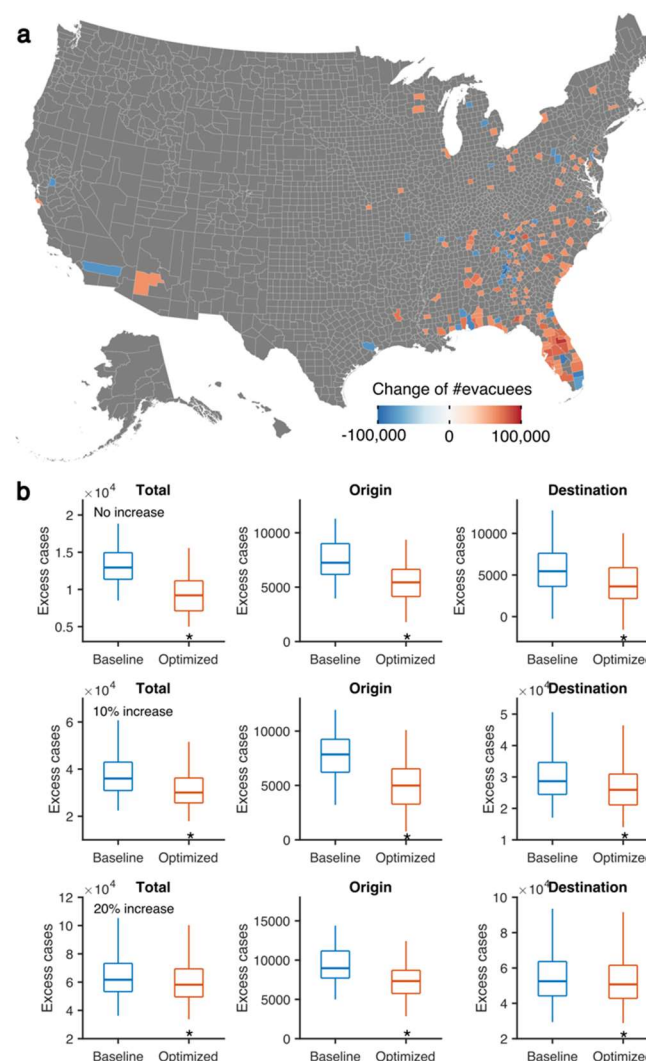 a
Change of #evacuees
-100,000 0 100,000
b
Total Origin Destination
×10⁴
2
1.5
1
0.5
No increase
Excess cases
Baseline Optimized
*
10000
5000
0
Excess cases
Baseline Optimized
*
10000
5000
0
Excess cases
Baseline Optimized
*
Total Origin Destination
×10⁴
6
4
2
10% increase
Excess cases
Baseline Optimized
*
10000
5000
0
Excess cases
Baseline Optimized
*
×10⁴
5
4
3
2
1
Excess cases
Baseline Optimized
*
Total Origin Destination
×10⁴
12
10
8
6
4
2
20% increase
Excess cases
Baseline Optimized
*
15000
10000
5000
0
Excess cases
Baseline Optimized
*
×10⁴
10
8
6
4
2
Excess cases
Baseline Optimized
*